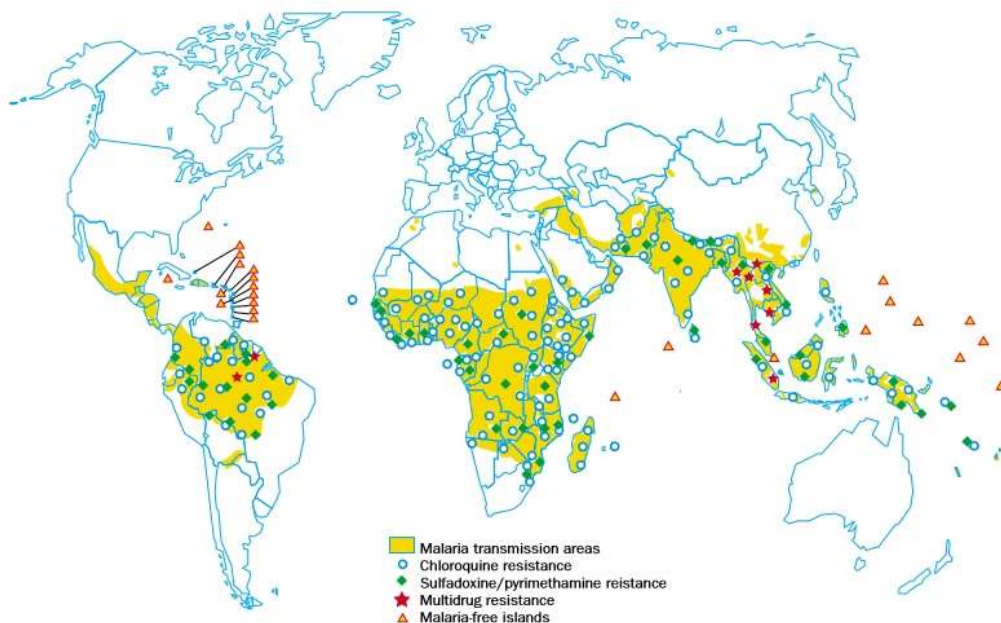 Malaria transmission areas
Chloroquine resistance
Sulfadoxine/pyrimethamine reistance
Multidrug resistance
Malaria-free islands